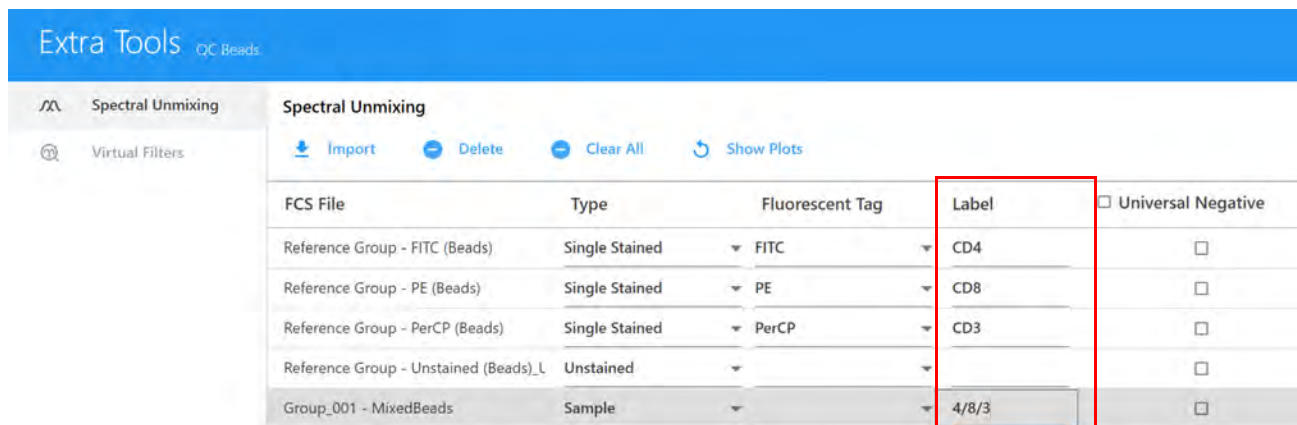 Extra Tools QC Beads
Spectral Unmixing
Virtual Filters
Spectral Unmixing
Import Delete Clear All Show Plots
FCS File Type Fluorescent Tag Label Universal Negative
Reference Group - FITC (Beads) Single Stained FITC CD4
Reference Group - PE (Beads) Single Stained PE CD8
Reference Group - PerCP (Beads) Single Stained PerCP CD3
Reference Group - Unstained (Beads)_U Unstained
Group_001 - MixedBeads Sample 4/8/3